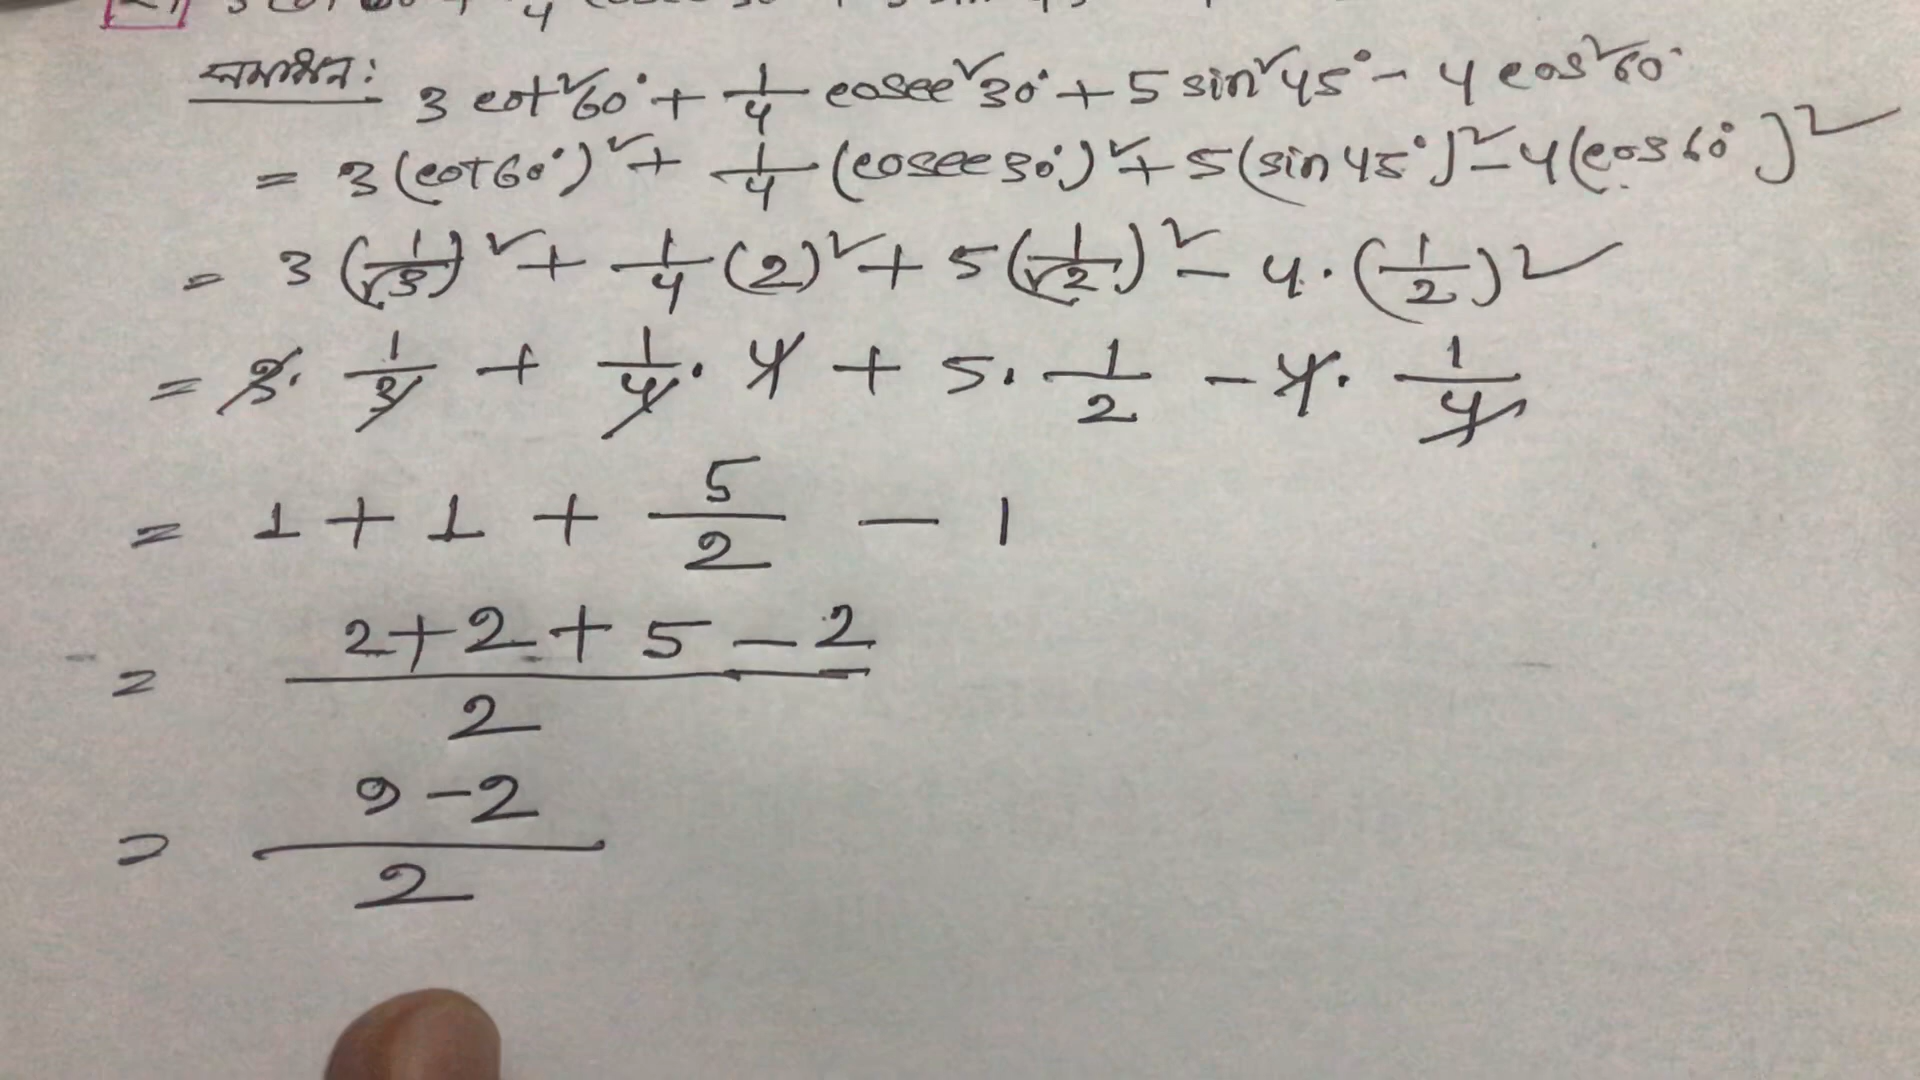 সমাধান: 3 cot²60° + 1/4 cosec²30° + 5 sin²45° - 4 cos²60°
= 3(cot60°)² + 1/4 (cosec30°)² + 5(sin45°)² - 4(cos60°)²
= 3(1/√3)² + 1/4 (2)² + 5(1/√2)² - 4·(1/2)²
= 3· 1/3 + 1/4 · 4 + 5· 1/2 - 4· 1/4
= 1 + 1 + 5/2 - 1
= 2+2+5-2 / 2
= 9-2 / 2